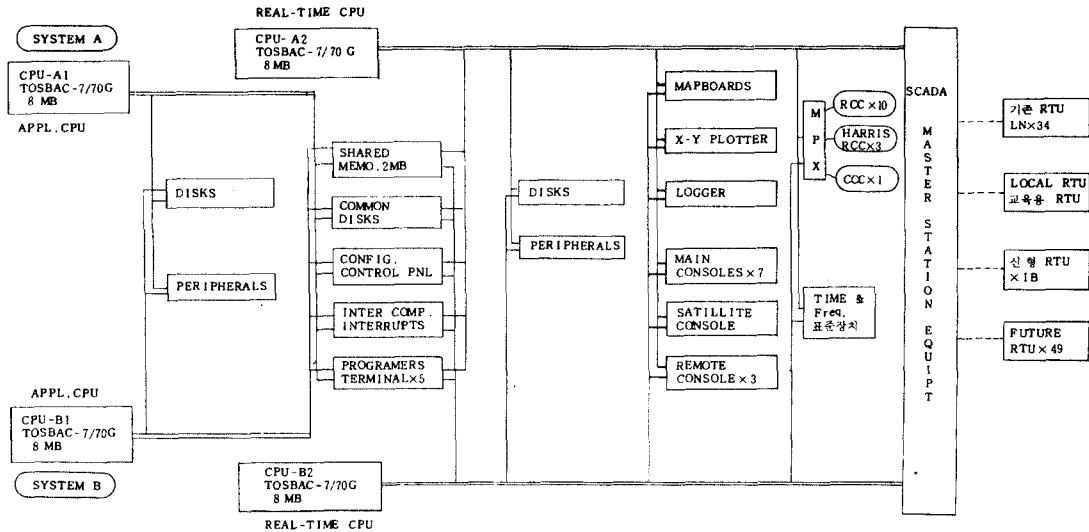 REAL-TIME CPU
SYSTEM A
CPU-A2
TOSBAC-7/70 G
8 MB
CPU-A1
TOSBAC-7/70G
8 MB
APPL.CPU
SHARED
MEMO.2MB
COMMON
DISKS
CONFIG.
CONTROL PNL
INTER COMP.
INTERRUPTS
PROGRAMERS
TERMINAL×5
DISKS
PERIPHERALS
DISKS
PERIPHERALS
MAPBOARDS
X-Y PLOTTER
LOGGER
MAIN
CONSOLES×7
SATILLITE
CONSOLE
REMOTE
CONSOLE×3
M
P
X
RCC×10
HARRIS
RCC×3
CCC×1
TIME &
Freq.
표준장치
SCADA
MASTER STATION EQUIPT
기존 RTU
LN×34
LOCAL RTU
교육용 RTU
신형 RTU
×1B
FUTURE
RTU×49
APPL.CPU
CPU-B1
TOSBAC-7/70G
8 MB
SYSTEM B
CPU-B2
TOSBAC-7/70G
8 MB
REAL-TIME CPU